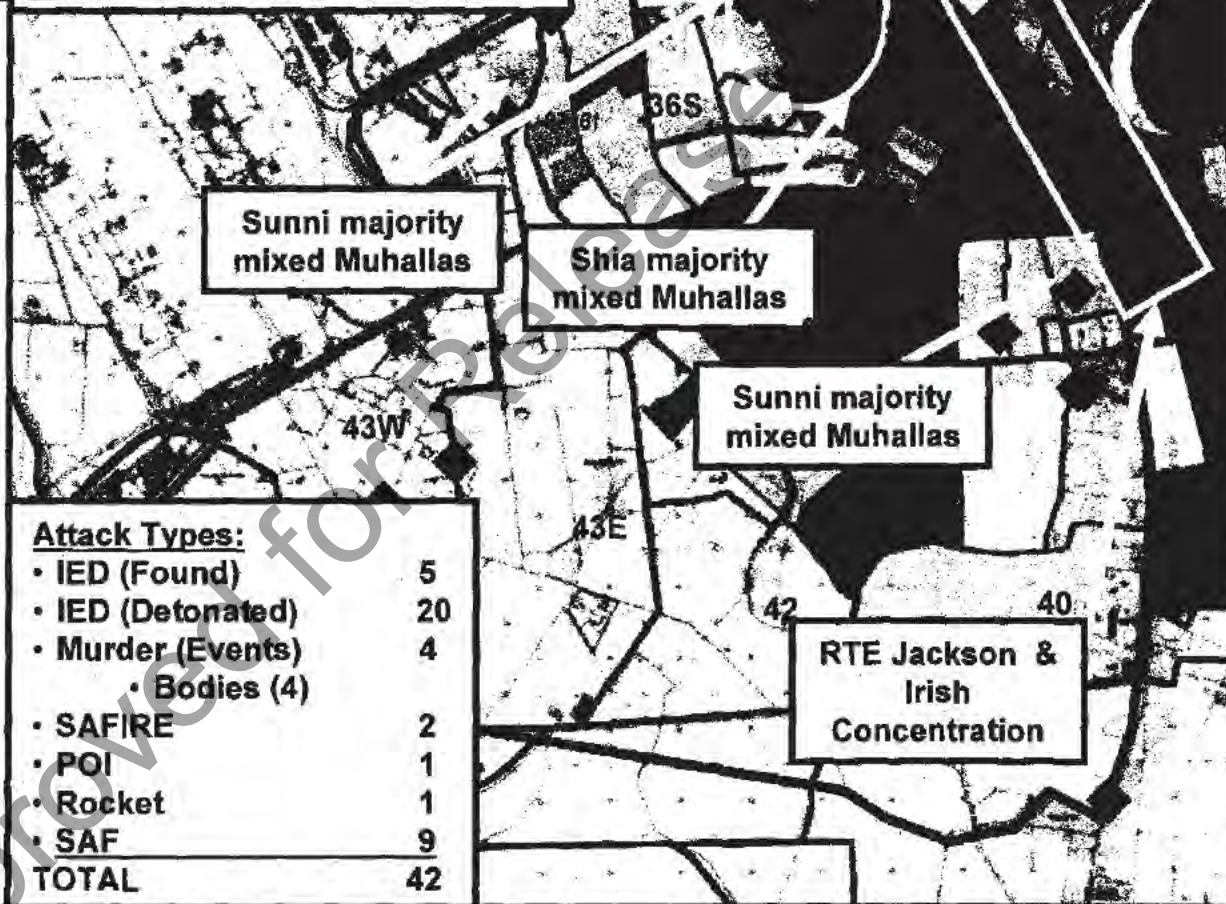 36S
Sunni majority
mixed Muhallas
Shia majority
mixed Muhallas
Sunni majority
mixed Muhallas
43W
43E
42
40
RTE Jackson &
Irish
Concentration
Attack Types:
• IED (Found) 5
• IED (Detonated) 20
• Murder (Events) 4
• Bodies (4)
• SAFIRE 2
• POI 1
• Rocket 1
• SAF 9
TOTAL 42
roved for Release